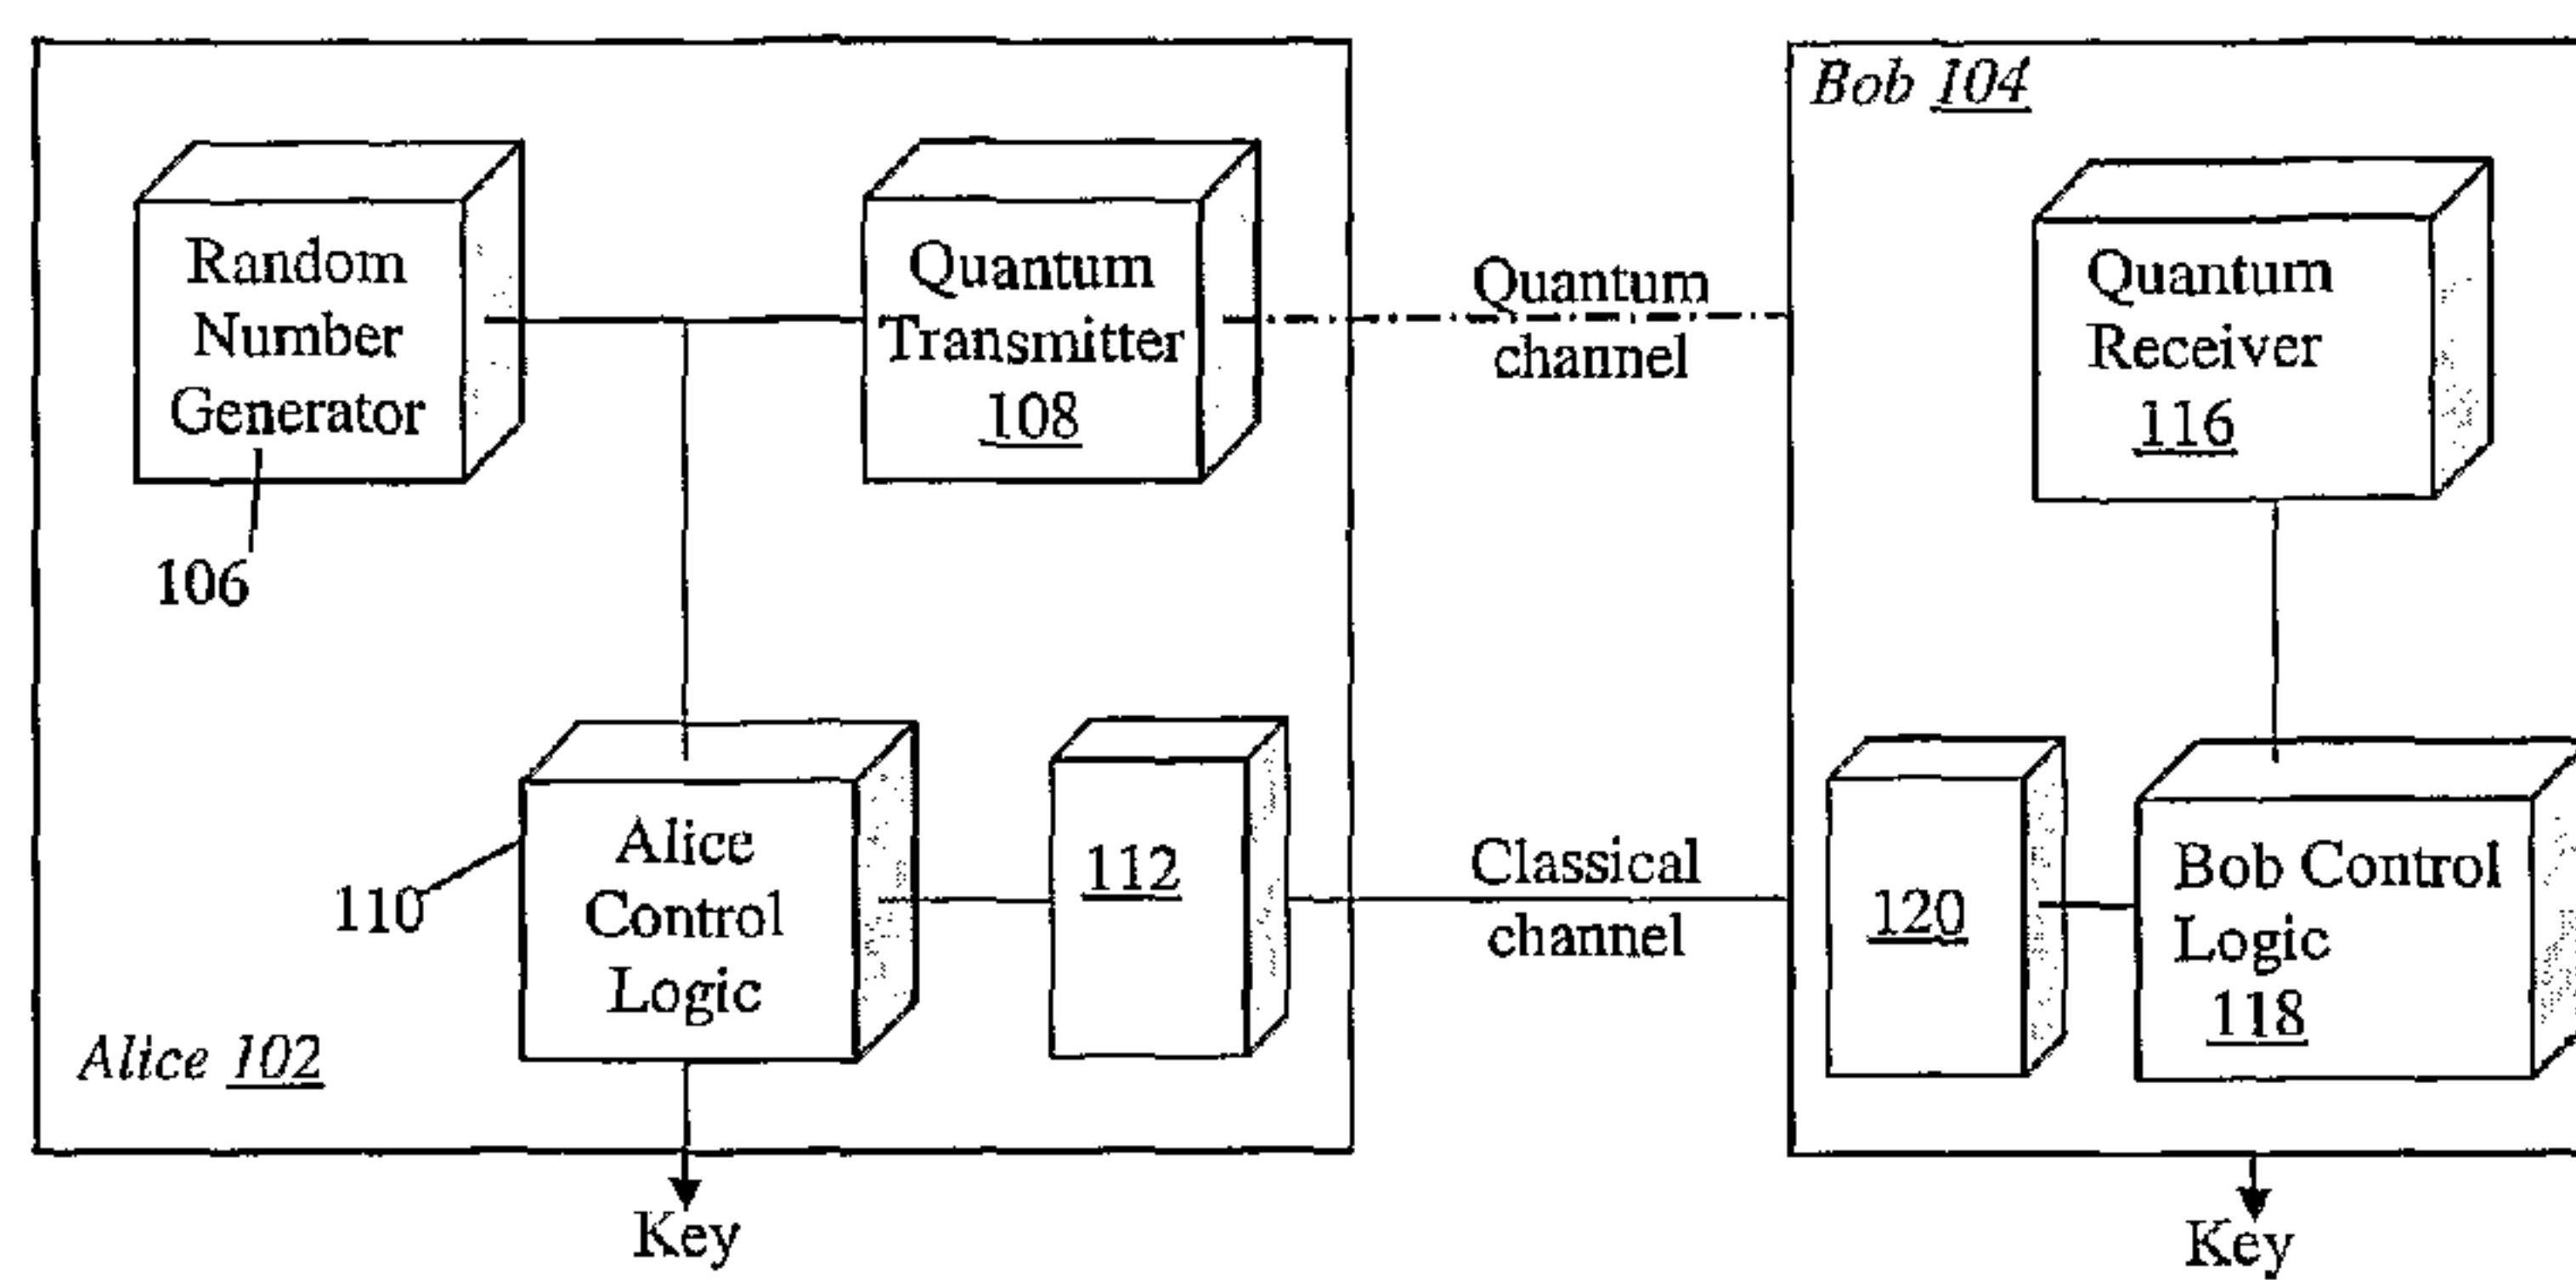 Bob 104
Random
Number
Generator
106
Quantum
Transmitter
108
Quantum
channel
Quantum
Receiver
116
Alice
Control
Logic
110
112
Classical
channel
120
Bob Control
Logic
118
Alice 102
Key
Key